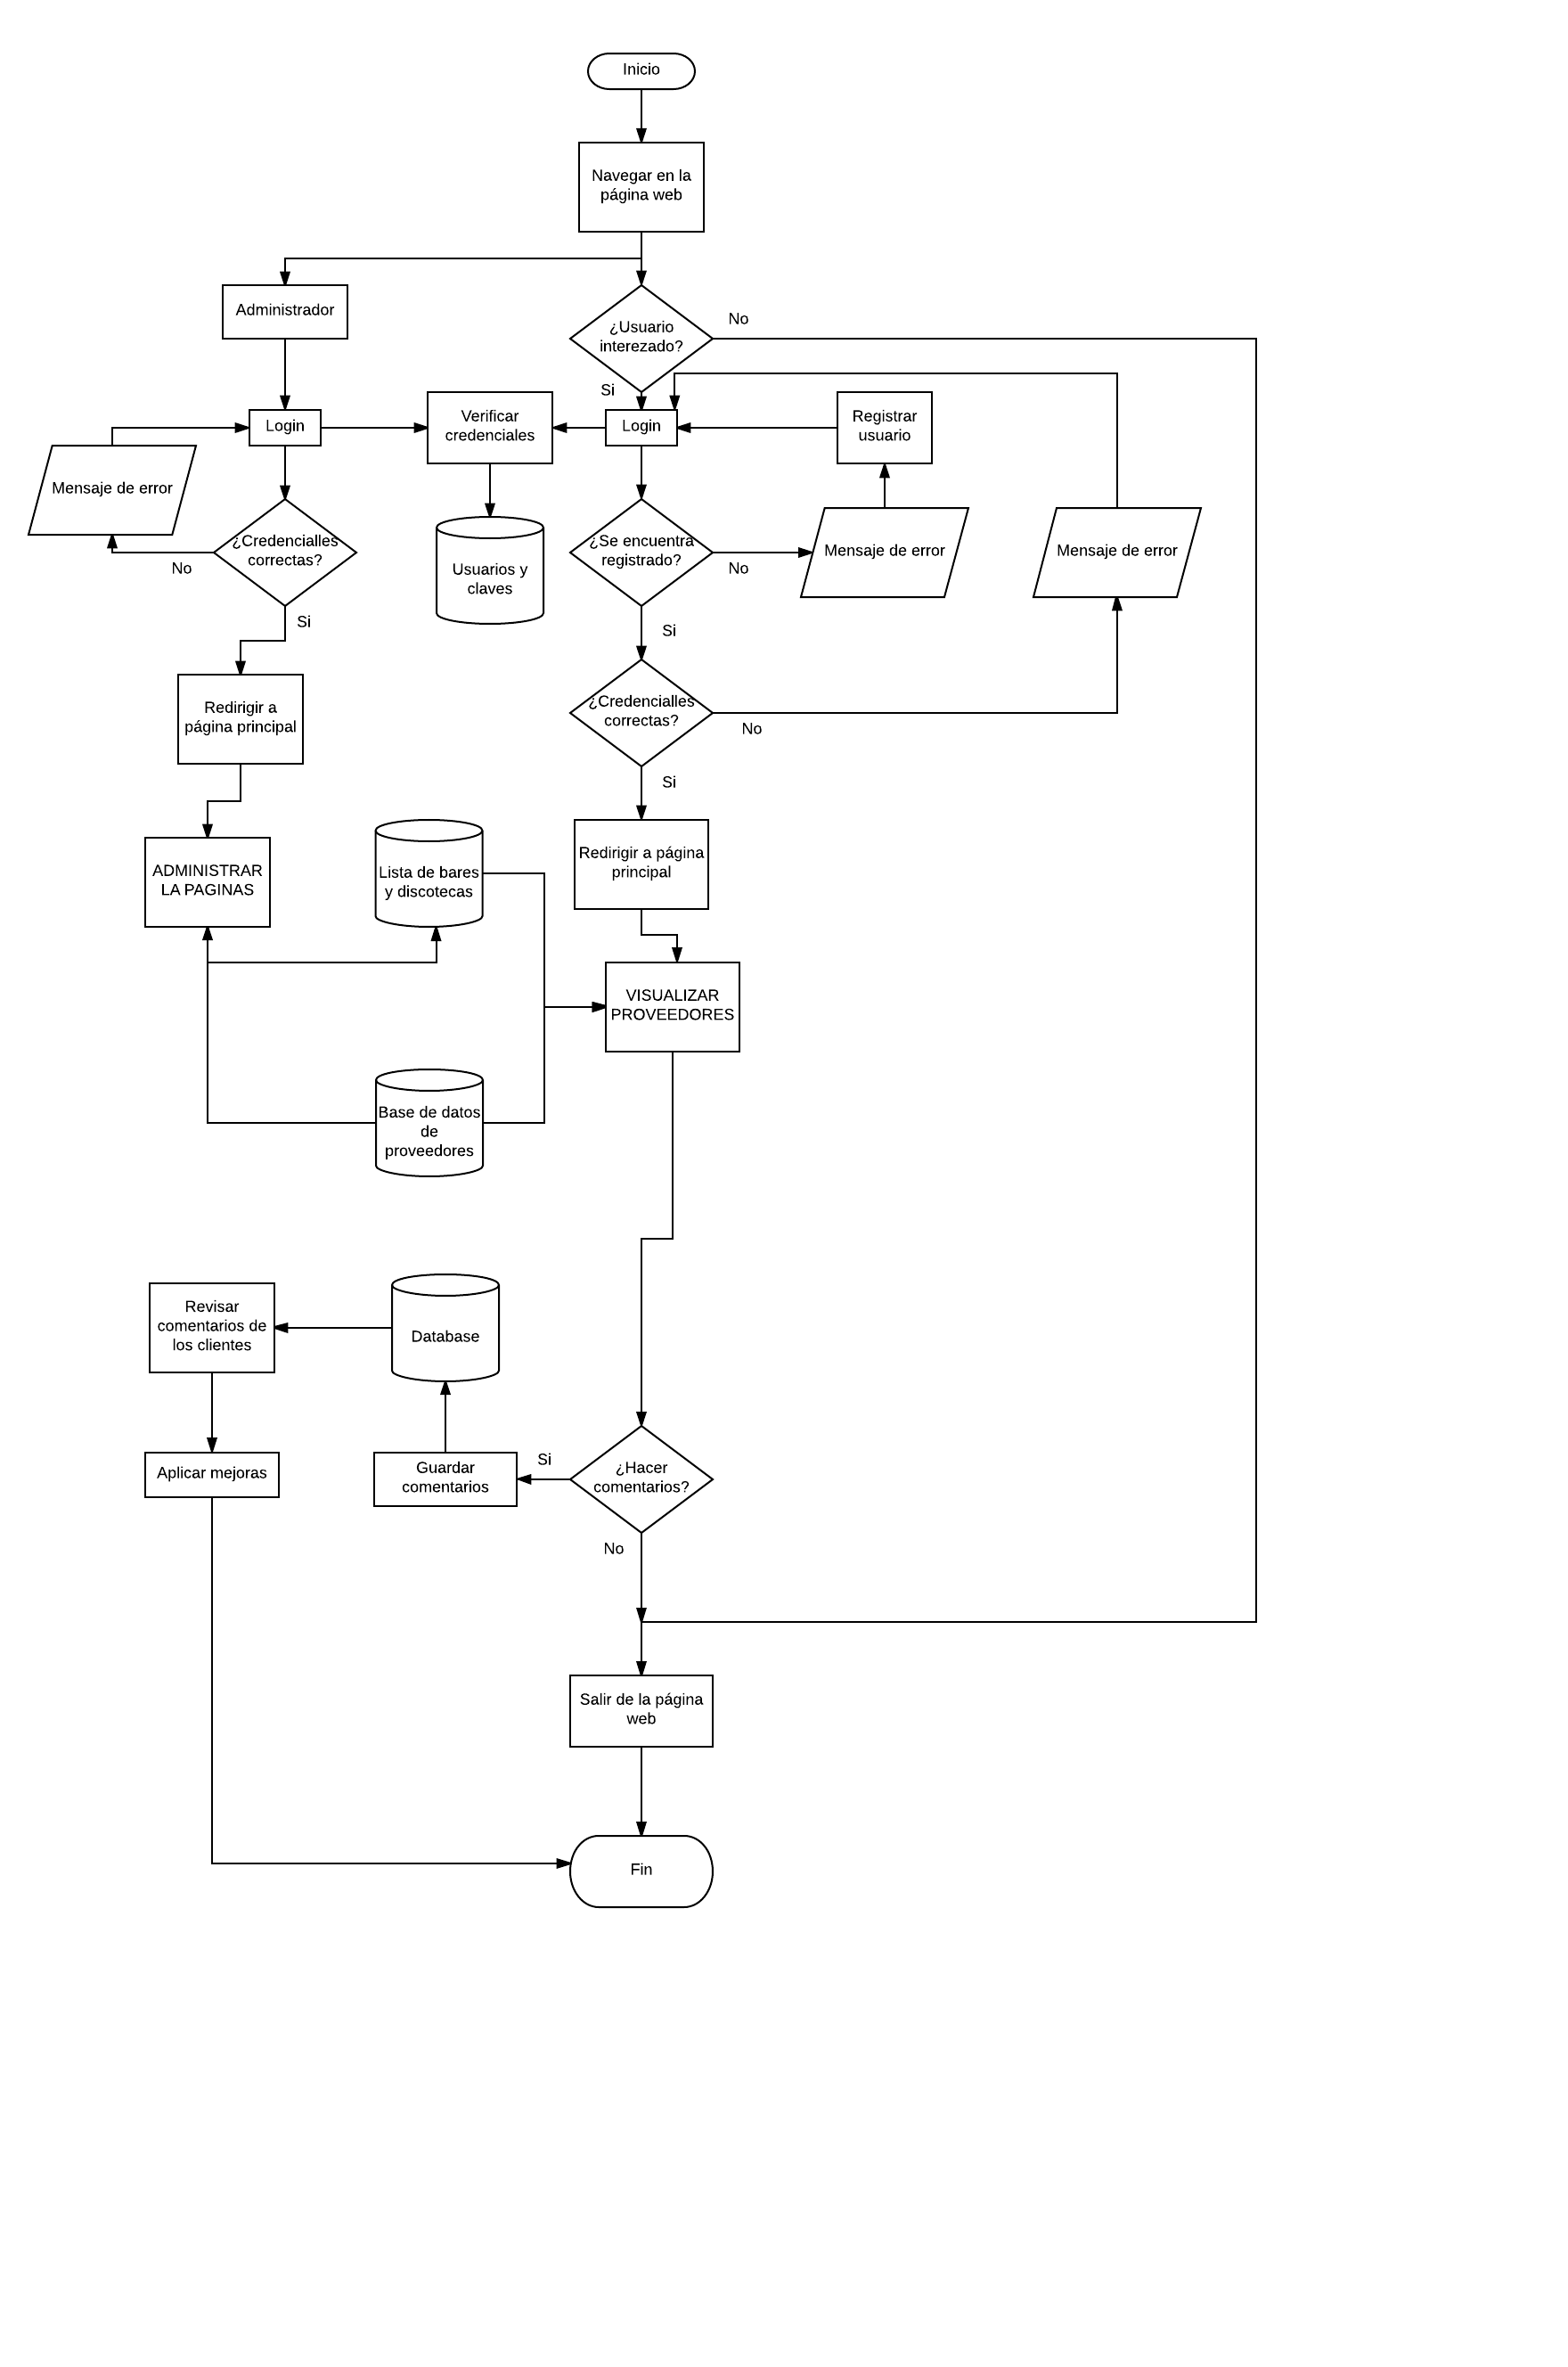 Inicio
Navegar en la
página web
Administrador
¿Usuario
interezado?
No
Si
Login
Verificar
credenciales
Login
Registrar
usuario
Mensaje de error
¿Credencialles
correctas?
No
Si
Usuarios y
claves
¿Se encuentra
registrado?
No
Si
Mensaje de error
Mensaje de error
Redirigir a
página principal
¿Credencialles
correctas?
No
Si
ADMINISTRAR
LA PAGINAS
Lista de bares
y discotecas
Redirigir a página
principal
VISUALIZAR
PROVEEDORES
Base de datos
de
proveedores
Revisar
comentarios de
los clientes
Database
Aplicar mejoras
Guardar
comentarios
Si
¿Hacer
comentarios?
No
Salir de la página
web
Fin